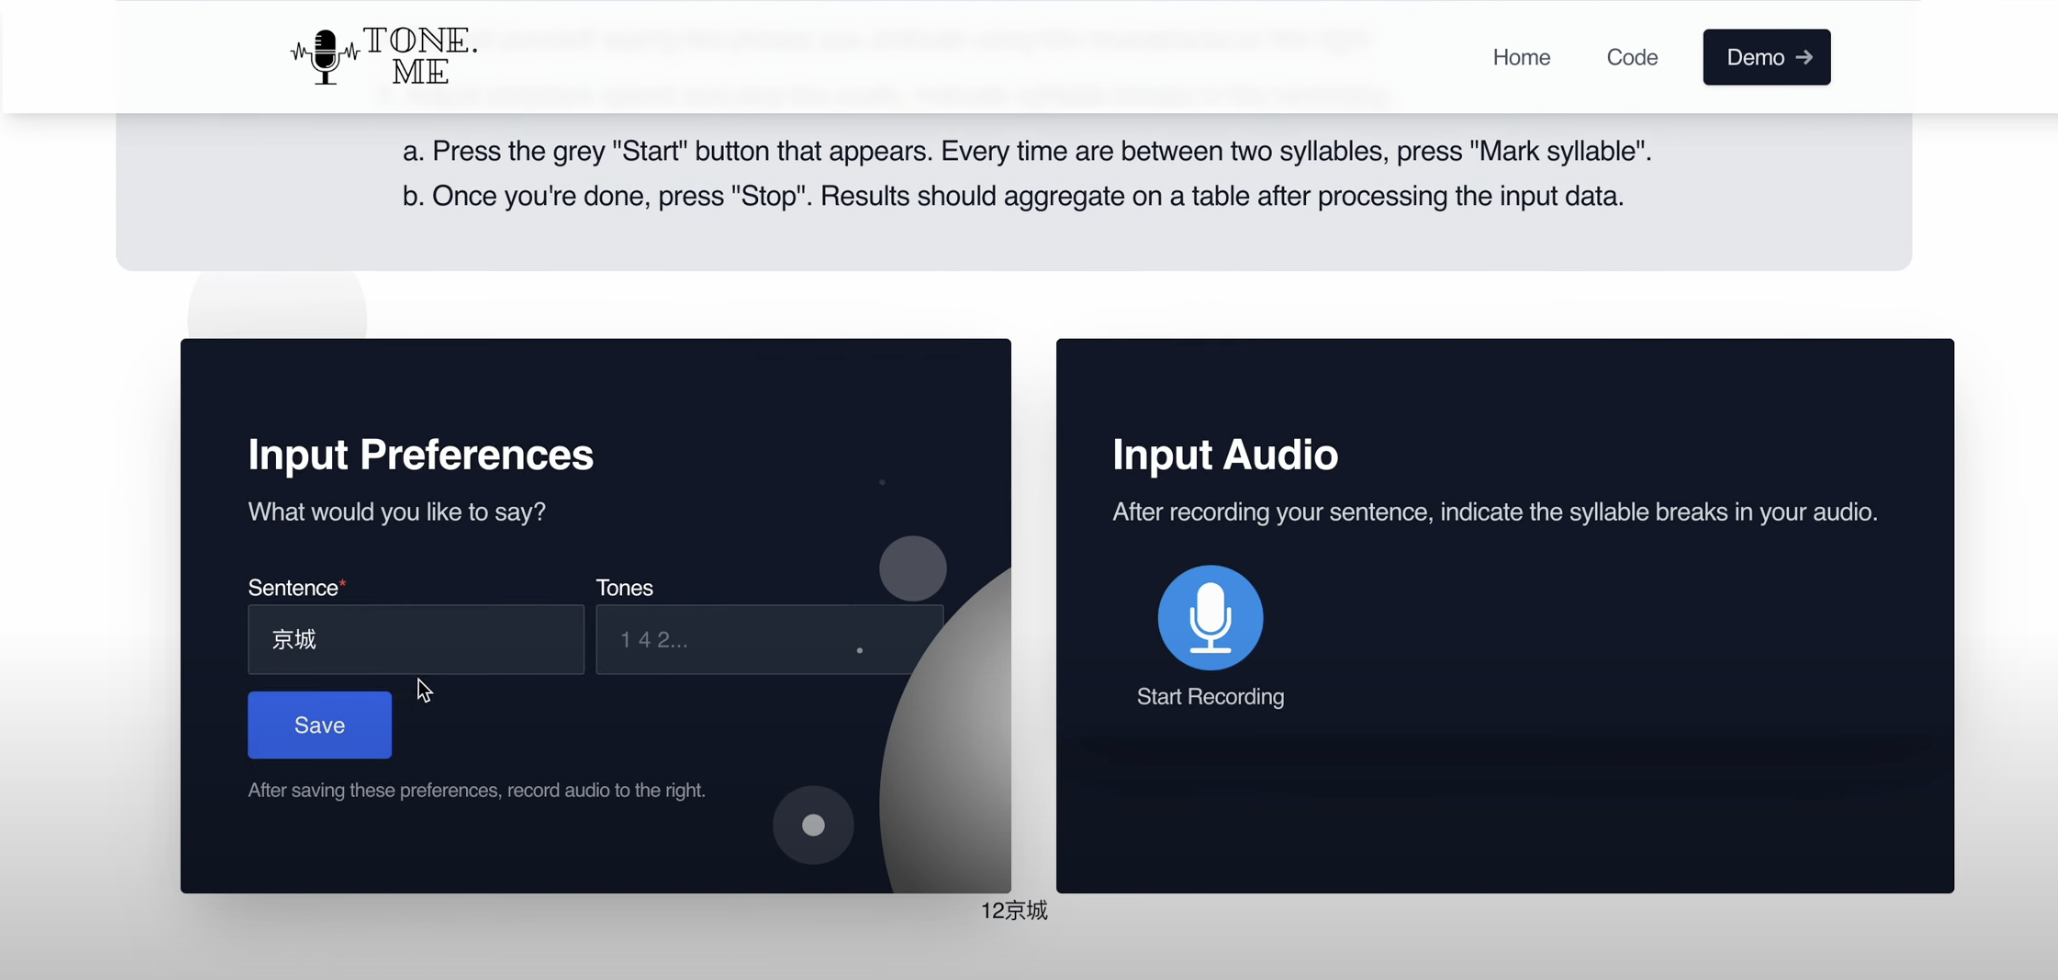 TONE.
ME
Home
Code
Demo →
a. Press the grey "Start" button that appears. Every time are between two syllables, press "Mark syllable".
b. Once you're done, press "Stop". Results should aggregate on a table after processing the input data.
Input Preferences
What would you like to say?
Sentence*
Tones
京城
1 4 2...
Save
After saving these preferences, record audio to the right.
Input Audio
After recording your sentence, indicate the syllable breaks in your audio.
Start Recording
12京城